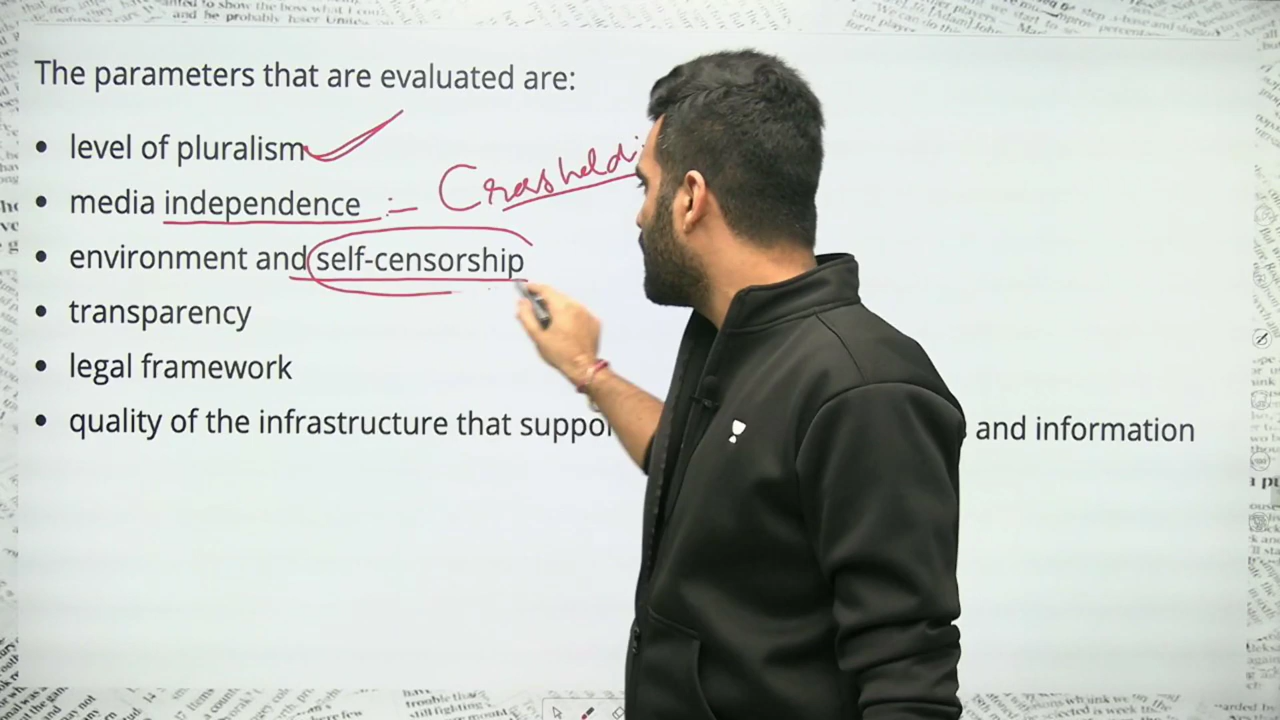 The parameters that are evaluated are:
• level of pluralism
• media independence :- Crasheld
• environment and self-censorship
• transparency
• legal framework
• quality of the infrastructure that and information